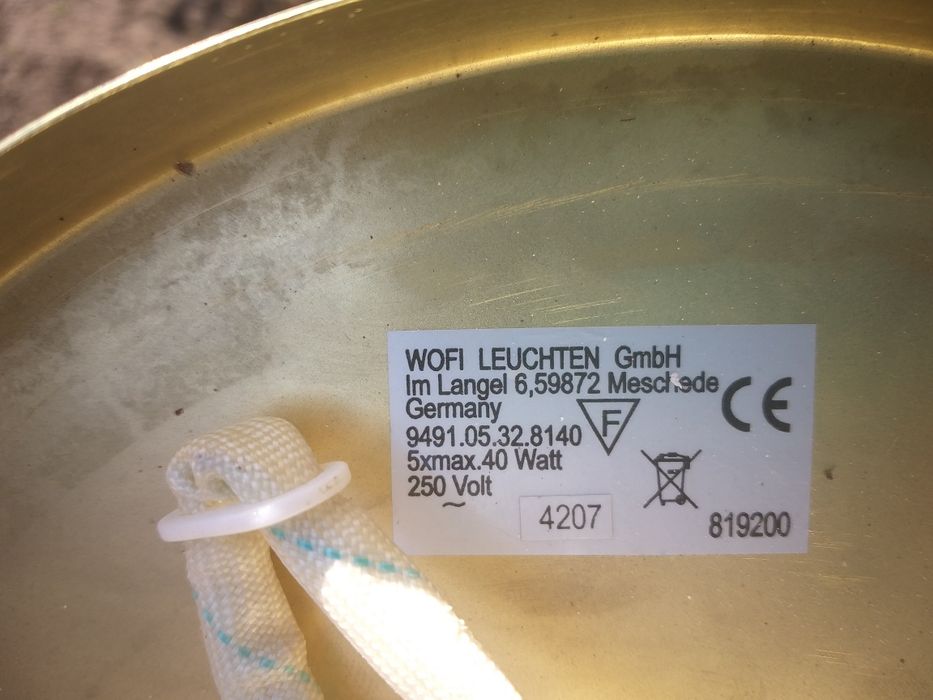 WOFI LEUCHTEN GmbH
Im Langel 6,59872 Meschede
Germany
CE
F
9491.05.32.8140
5xmax.40 Watt
250 Volt
~
4207
819200